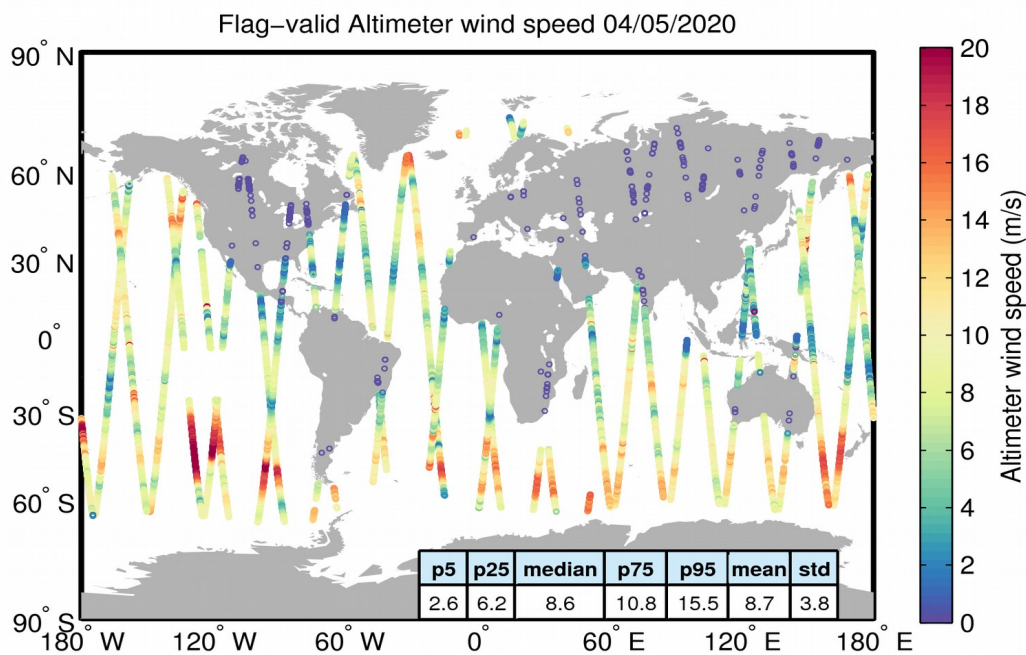 Flag−valid Altimeter wind speed 04/05/2020
90° N
60° N
30° N
0°
30° S
60° S
90° S
180° W
120° W
60° W
0°
60° E
120° E
180° E
p5 p25 median p75 p95 mean std
2.6 6.2 8.6 10.8 15.5 8.7 3.8
20
18
16
14
12
10
8
6
4
2
0
Altimeter wind speed (m/s)